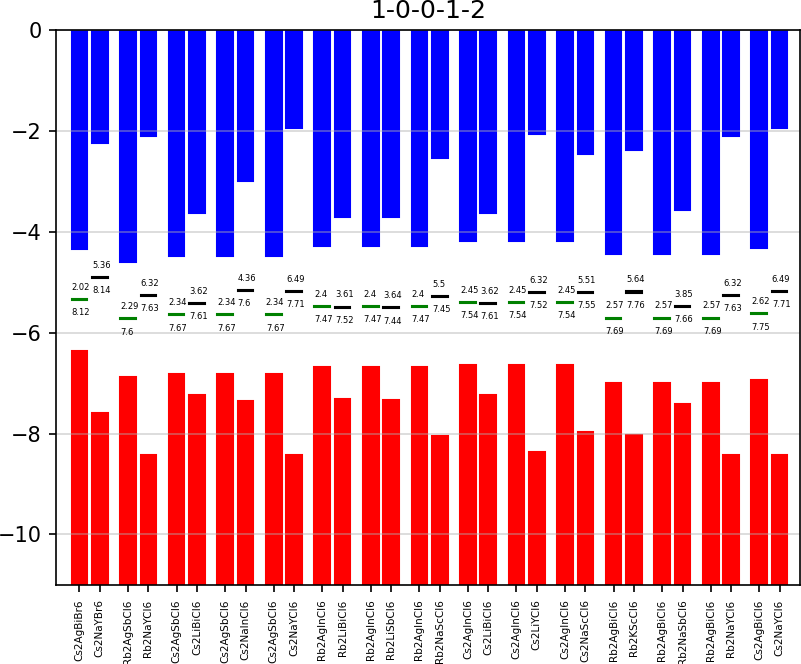 1-0-0-1-2
0
−2
−4
−6
−8
−10
2.02
8.12
5.36
8.14
2.29
7.6
6.32
7.63
2.34
7.67
3.62
7.61
2.34
7.67
4.36
7.6
2.34
7.67
6.49
7.71
2.4
7.47
3.61
7.52
2.4
7.47
3.64
7.44
2.4
7.47
5.5
7.45
2.45
7.54
3.62
7.61
2.45
7.54
6.32
7.52
2.45
7.54
5.51
7.55
2.57
7.69
5.64
7.76
2.57
7.69
3.85
7.66
2.57
7.69
6.32
7.63
2.62
7.75
6.49
7.71
Cs2AgBiBr6
Cs2NaYBr6
Rb2AgSbCl6
Rb2NaYCl6
Cs2AgSbCl6
Cs2LiBiCl6
Cs2AgSbCl6
Cs2NaInCl6
Cs2AgSbCl6
Cs2NaYCl6
Rb2AgInCl6
Rb2LiBiCl6
Rb2AgInCl6
Rb2LiSbCl6
Rb2AgInCl6
Rb2NaScCl6
Cs2AgInCl6
Cs2LiBiCl6
Cs2AgInCl6
Cs2LiYCl6
Cs2AgInCl6
Cs2NaScCl6
Rb2AgBiCl6
Rb2KScCl6
Rb2AgBiCl6
Rb2NaSbCl6
Rb2AgBiCl6
Rb2NaYCl6
Cs2AgBiCl6
Cs2NaYCl6